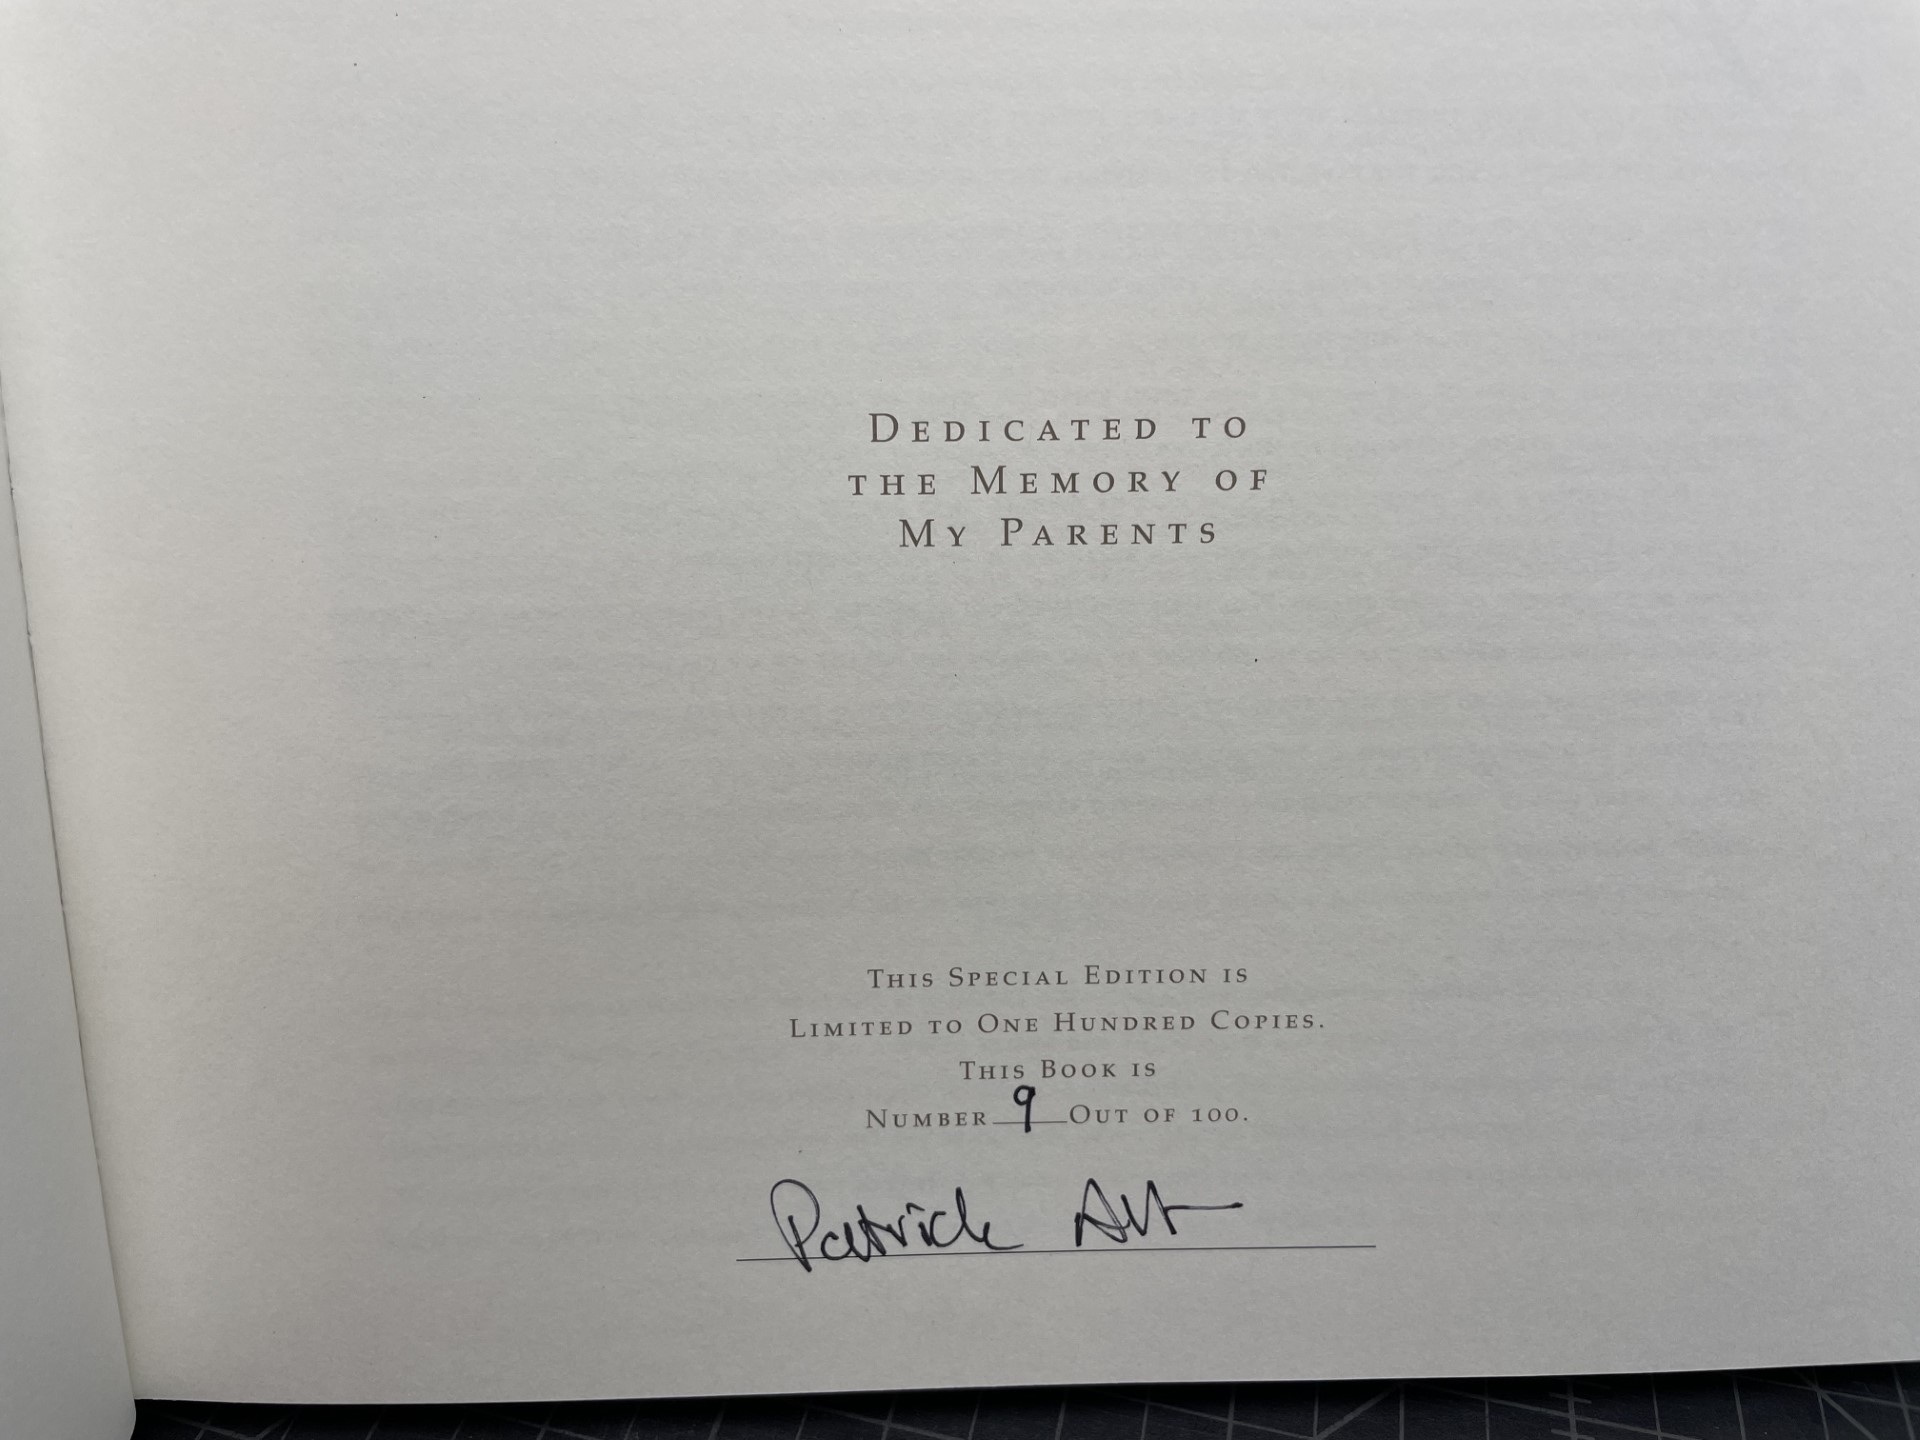 Dedicated to
the Memory of
My Parents
This Special Edition is
Limited to One Hundred Copies.
This Book is
Number 9 Out of 100.
Patrick Alt